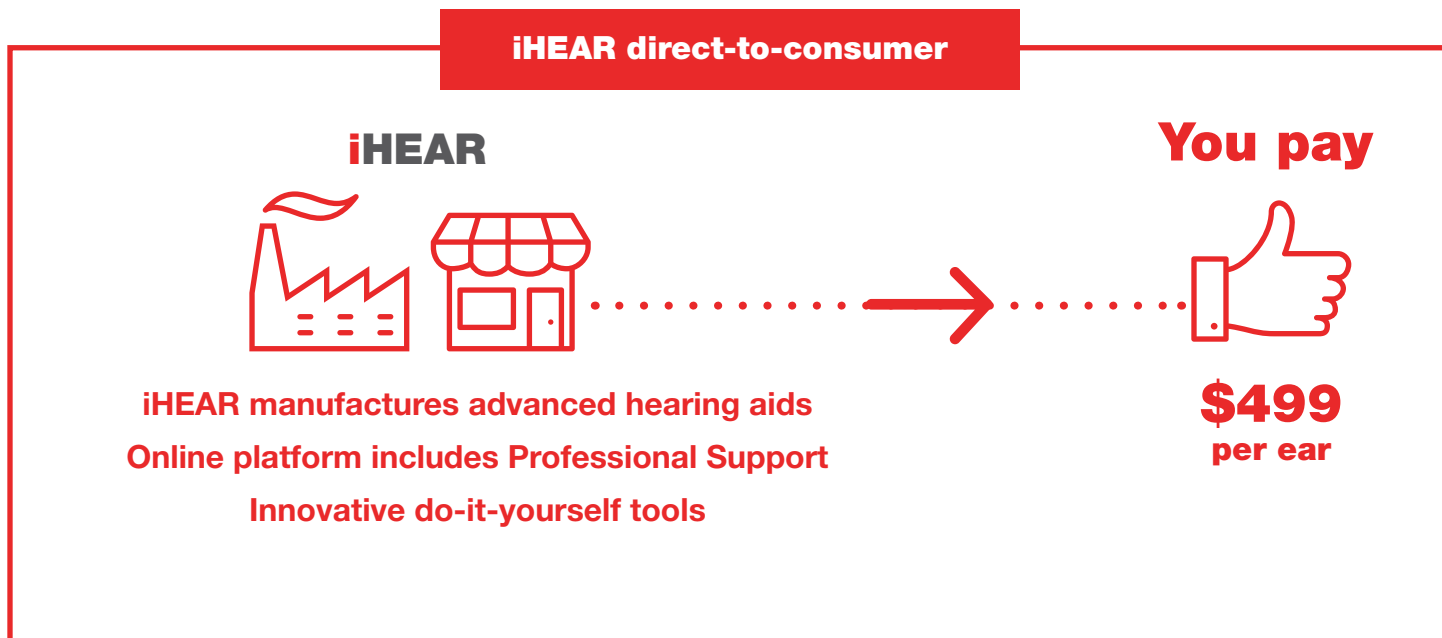 iHEAR direct-to-consumer
iHEAR
You pay
iHEAR manufactures advanced hearing aids
Online platform includes Professional Support
Innovative do-it-yourself tools
$499
per ear